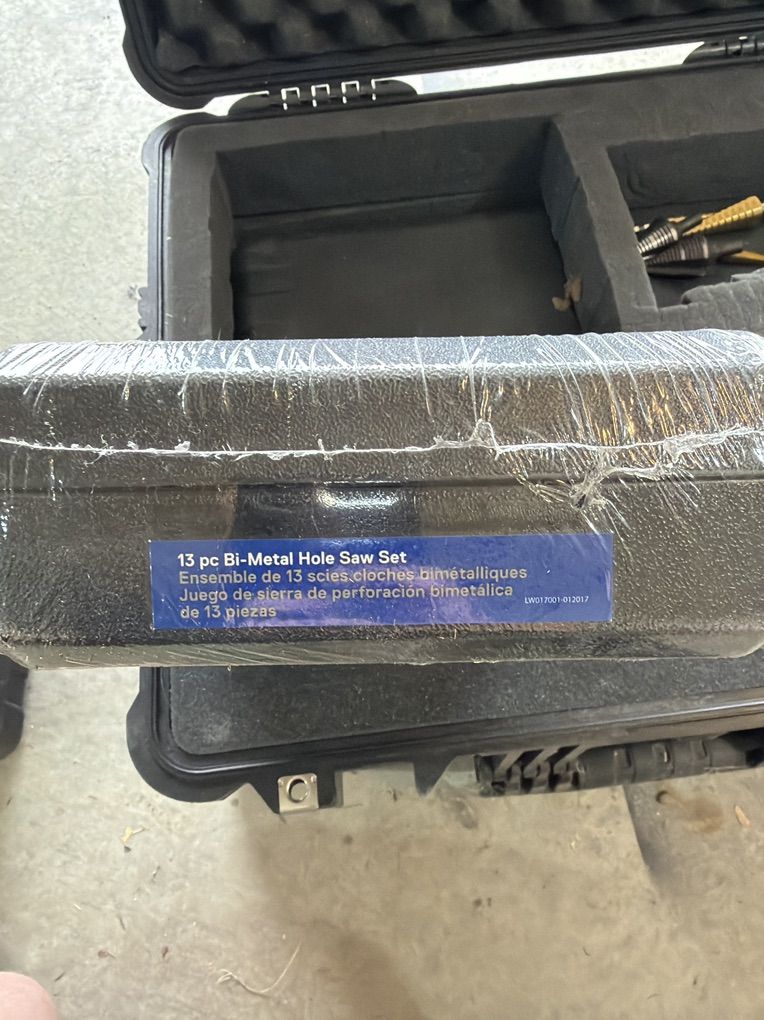 13 pc Bi-Metal Hole Saw Set
Ensemble de 13 scies.cloches bimétalliques
Juego de sierra de perforación bimetálica
de 13 piezas
LW017001-012017